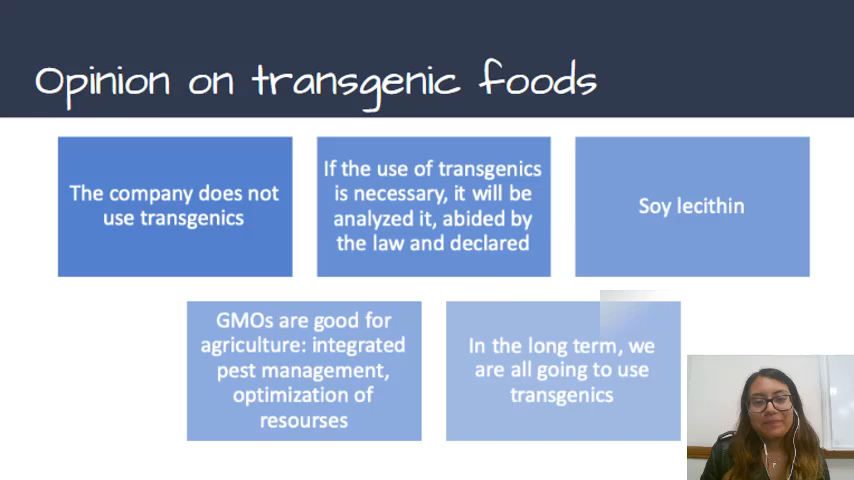 Opinion on transgenic foods
The company does not
use transgenics
If the use of transgenics
is necessary, it will be
analyzed it, abided by
the law and declared
Soy lecithin
GMOs are good for
agriculture: integrated
pest management,
optimization of
resourses
In the long term, we
are all going to use
transgenics